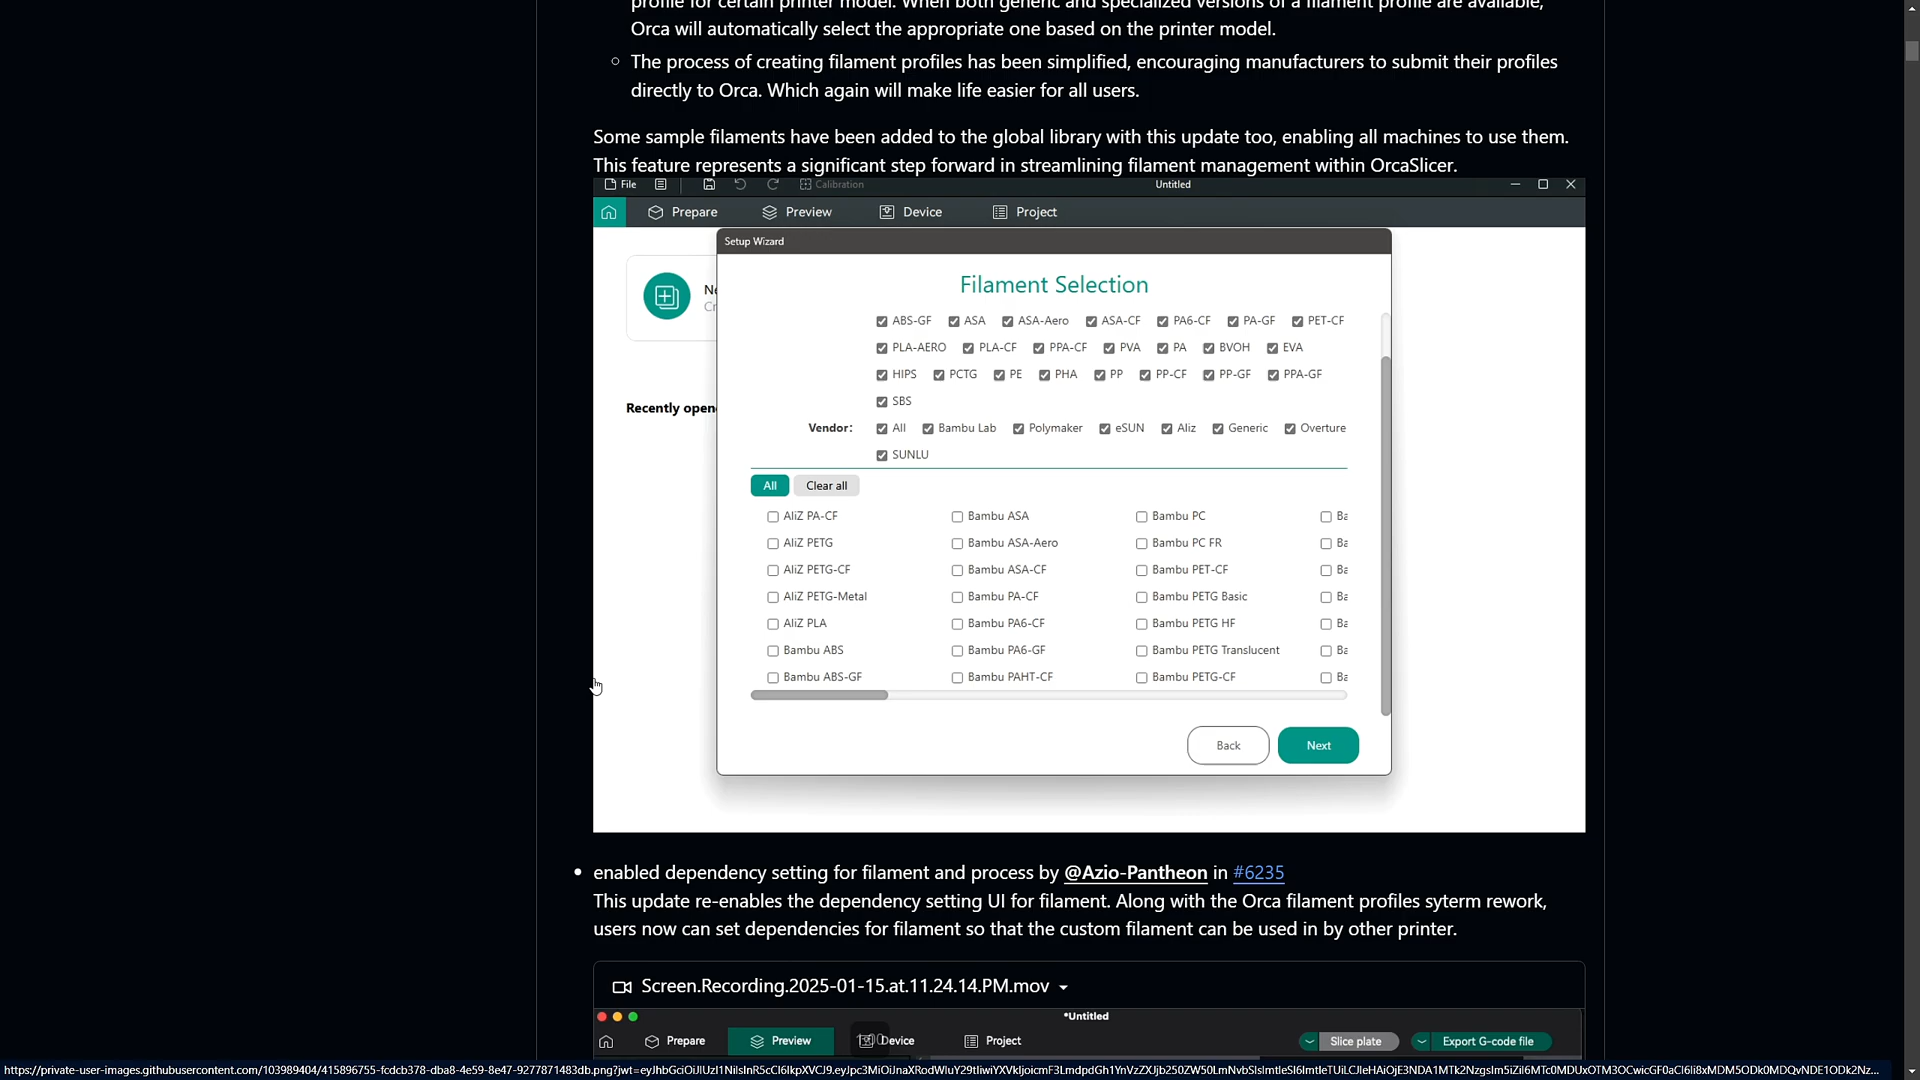 profile for certain printer model. When both generic and specialized versions of a filament profile are available,
Orca will automatically select the appropriate one based on the printer model.
The process of creating filament profiles has been simplified, encouraging manufacturers to submit their profiles
directly to Orca. Which again will make life easier for all users.
Some sample filaments have been added to the global library with this update too, enabling all machines to use them.
This feature represents a significant step forward in streamlining filament management within OrcaSlicer.
File Calibration Untitled
Prepare Preview Device Project
Setup Wizard
Filament Selection
Ne
Cr
ABS-GF ASA ASA-Aero ASA-CF PA6-CF PA-GF PET-CF
PLA-AERO PLA-CF PPA-CF PVA PA BVOH EVA
HIPS PCTG PE PHA PP PP-CF PP-GF PPA-GF
SBS
Recently open
Vendor: All Bambu Lab Polymaker eSUN Aliz Generic Overture
SUNLU
All Clear all
AliZ PA-CF Bambu ASA Bambu PC Ba
AliZ PETG Bambu ASA-Aero Bambu PC FR Ba
AliZ PETG-CF Bambu ASA-CF Bambu PET-CF Ba
AliZ PETG-Metal Bambu PA-CF Bambu PETG Basic Ba
AliZ PLA Bambu PA6-CF Bambu PETG HF Ba
Bambu ABS Bambu PA6-GF Bambu PETG Translucent Ba
Bambu ABS-GF Bambu PAHT-CF Bambu PETG-CF Ba
Back Next
enabled dependency setting for filament and process by @Azio-Pantheon in #6235
This update re-enables the dependency setting UI for filament. Along with the Orca filament profiles systerm rework,
users now can set dependencies for filament so that the custom filament can be used in by other printer.
Screen.Recording.2025-01-15.at.11.24.14.PM.mov
*Untitled
Prepare Preview Device Project Slice plate Export G-code file